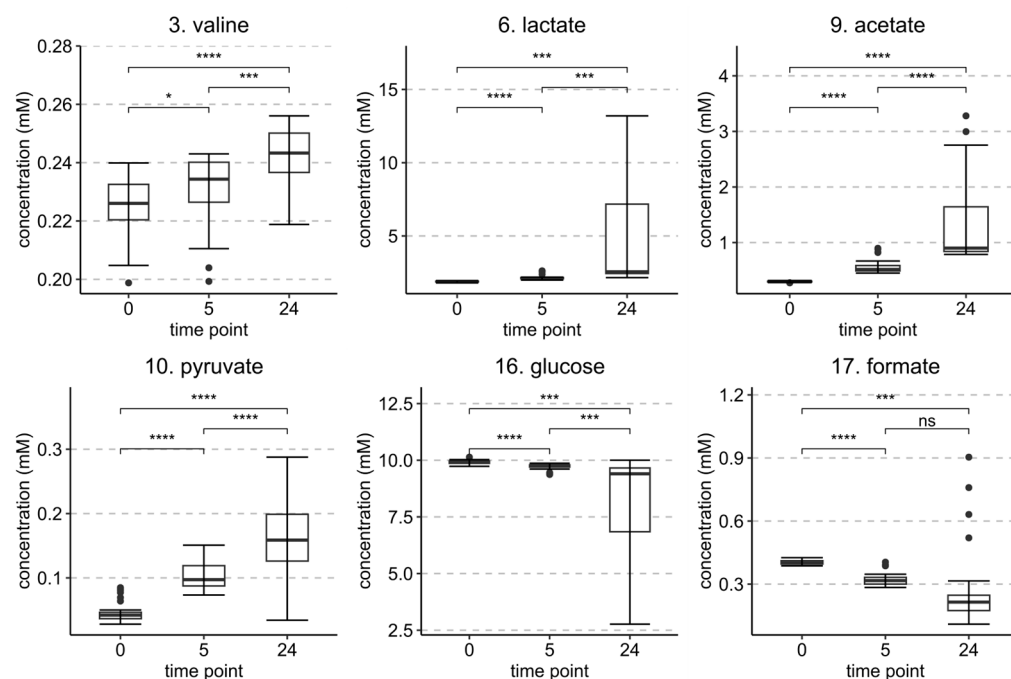 3. valine
concentration (mM)
0.28
0.26
0.24
0.22
0.20
****
***
*
0 5 24
time point
6. lactate
concentration (mM)
15
10
5
***
***
****
0 5 24
time point
9. acetate
concentration (mM)
4
3
2
1
****
****
****
0 5 24
time point
10. pyruvate
concentration (mM)
0.3
0.2
0.1
****
****
****
0 5 24
time point
16. glucose
concentration (mM)
12.5
10.0
7.5
5.0
2.5
***
***
****
0 5 24
time point
17. formate
concentration (mM)
1.2
0.9
0.6
0.3
***
ns
****
0 5 24
time point